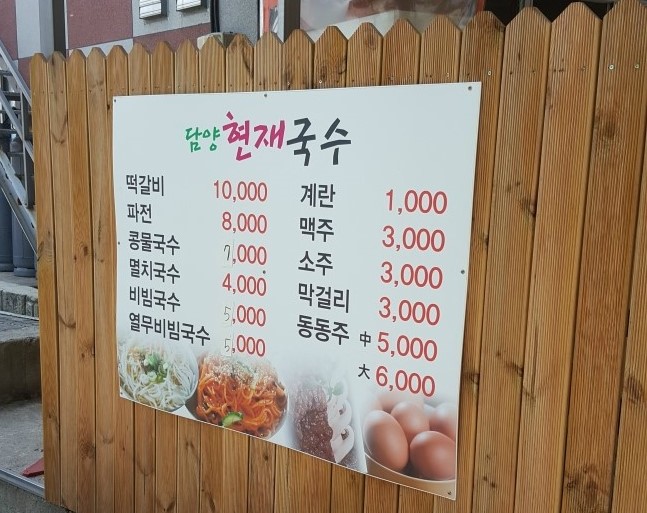 담양 현재국수
떡갈비 10,000
파전 8,000
콩물국수 7,000
멸치국수 4,000
비빔국수 5,000
열무비빔국수 5,000
계란 1,000
맥주 3,000
소주 3,000
막걸리 3,000
동동주 中 5,000
大 6,000